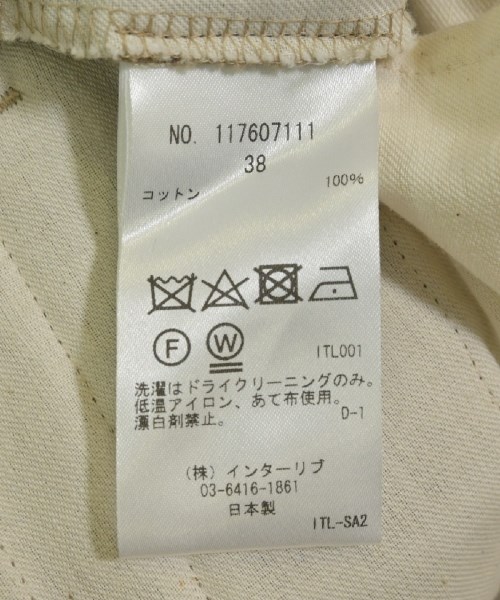 NO. 117607111
38
コットン 100%
F W
ITL001
洗濯はドライクリーニングのみ。
低温アイロン、あて布使用。
漂白剤禁止。 D-1
(株)インターリブ
03-6416-1861
日本製
ITL-SA2